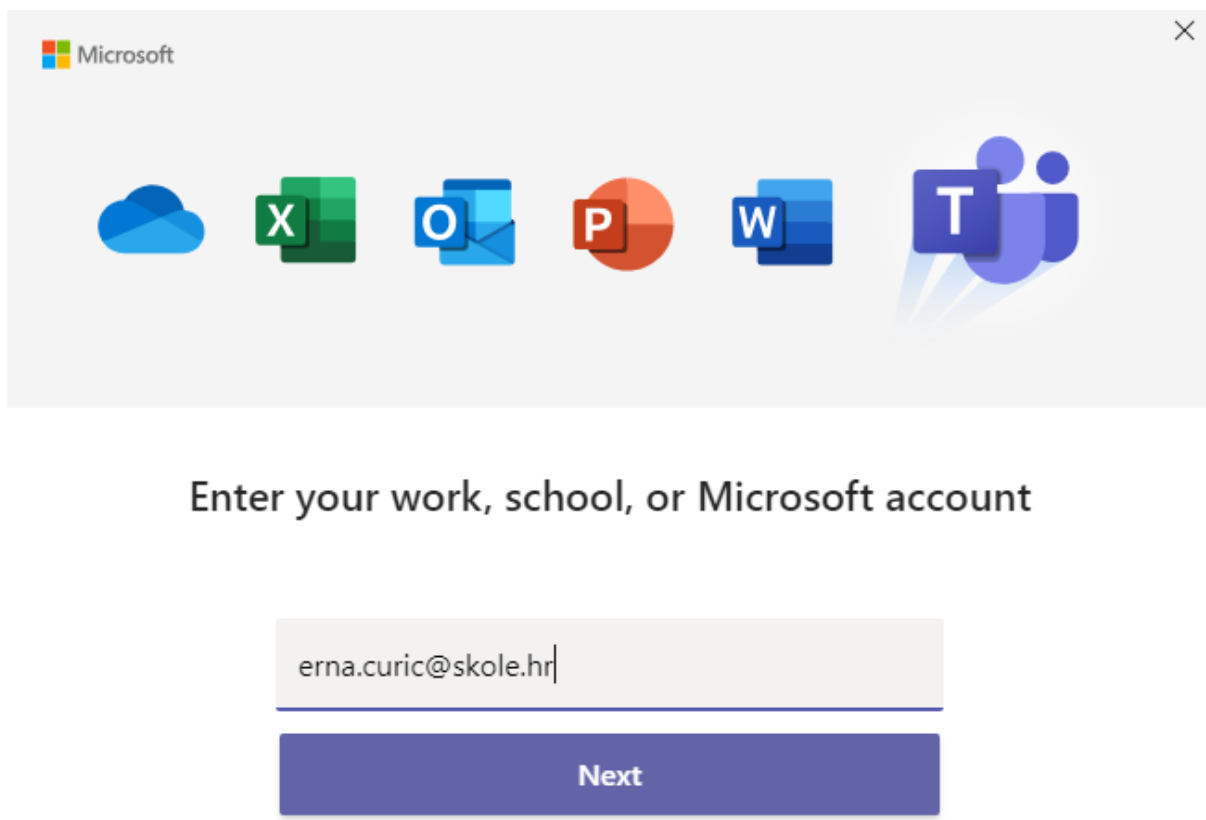 Microsoft
X
O
P
W
T
Enter your work, school, or Microsoft account
erna.curic@skole.hr
Next